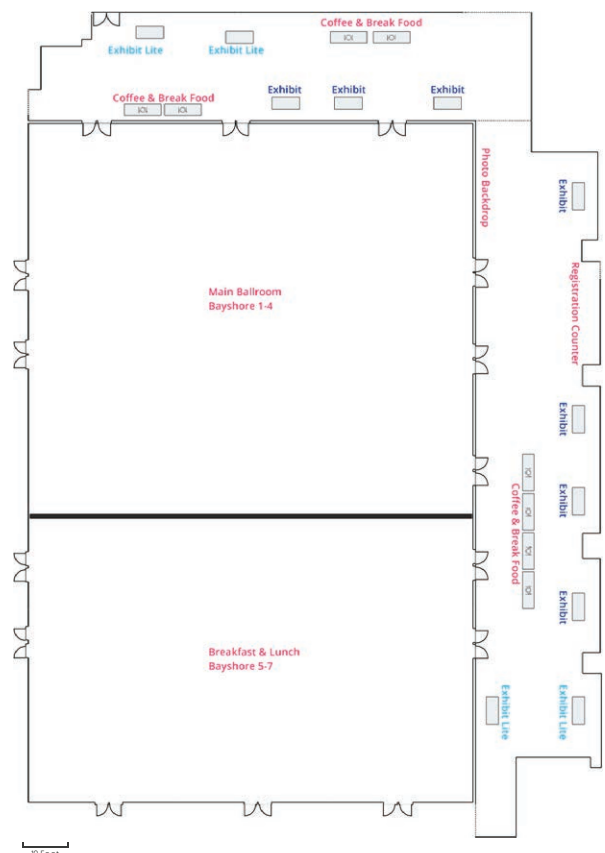 Coffee & Break Food
Exhibit Lite
Exhibit Lite
Coffee & Break Food
Exhibit
Exhibit
Exhibit
Photo Backdrop
Exhibit
Registration Counter
Main Ballroom
Bayshore 1-4
Exhibit
Coffee & Break Food
Exhibit
Exhibit
Breakfast & Lunch
Bayshore 5-7
Exhibit Lite
Exhibit Lite